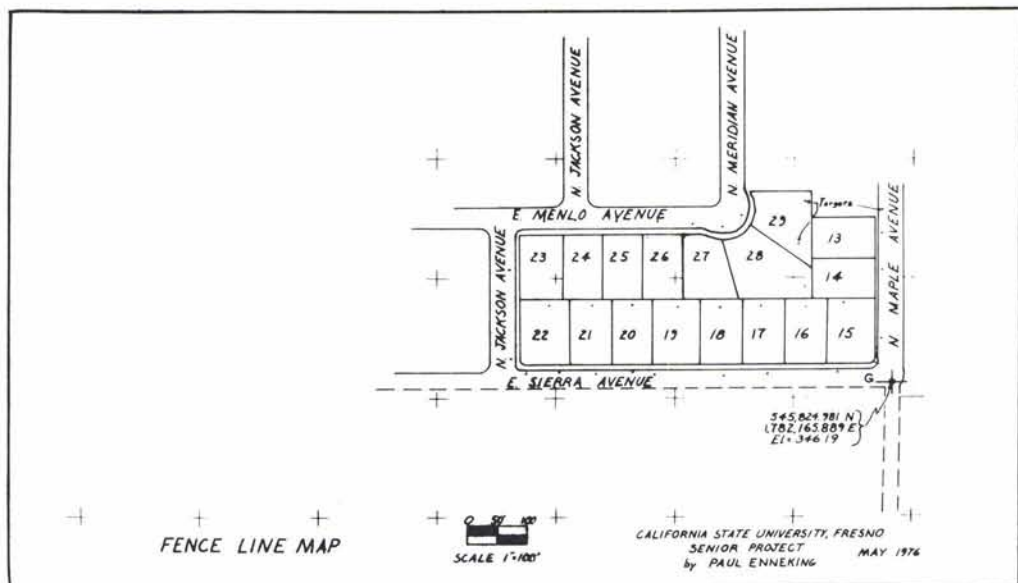 N. JACKSON AVENUE
N. MERIDIAN AVENUE
E. MENLO AVENUE
Targets
N. MAPLE AVENUE
29
13
23
24
25
26
27
28
14
N. JACKSON AVENUE
22
21
20
19
18
17
16
15
E. SIERRA AVENUE
G
545,824.981 N
1,782,165.889 E
El= 346.19
0 50' 100
SCALE 1"=100'
FENCE LINE MAP
CALIFORNIA STATE UNIVERSITY, FRESNO
SENIOR PROJECT
MAY 1976
by PAUL ENNEKING